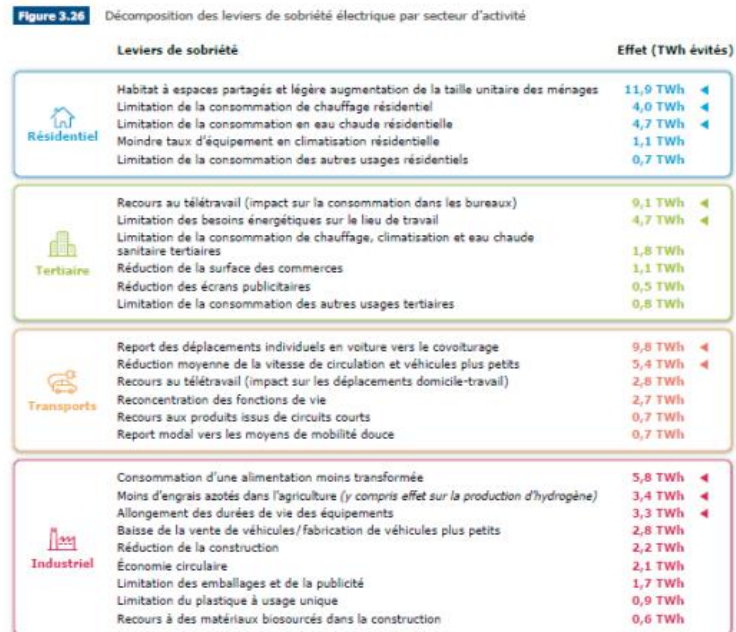 Figure 3.26 Décomposition des leviers de sobriété électrique par secteur d'activité
Leviers de sobriété Effet (TWh évités)
Résidentiel
Habitat à espaces partagés et légère augmentation de la taille unitaire des ménages 11,9 TWh ◄
Limitation de la consommation de chauffage résidentiel 4,0 TWh ◄
Limitation de la consommation en eau chaude résidentielle 4,7 TWh ◄
Moindre taux d'équipement en climatisation résidentielle 1,1 TWh
Limitation de la consommation des autres usages résidentiels 0,7 TWh
Tertiaire
Recours au télétravail (impact sur la consommation dans les bureaux) 9,1 TWh ◄
Limitation des besoins énergétiques sur le lieu de travail 4,7 TWh ◄
Limitation de la consommation de chauffage, climatisation et eau chaude
sanitaire tertiaires 1,8 TWh
Réduction de la surface des commerces 1,1 TWh
Réduction des écrans publicitaires 0,5 TWh
Limitation de la consommation des autres usages tertiaires 0,8 TWh
Transports
Report des déplacements individuels en voiture vers le covoiturage 9,8 TWh ◄
Réduction moyenne de la vitesse de circulation et véhicules plus petits 5,4 TWh ◄
Recours au télétravail (impact sur les déplacements domicile-travail) 2,8 TWh
Reconcentration des fonctions de vie 2,7 TWh
Recours aux produits issus de circuits courts 0,7 TWh
Report modal vers les moyens de mobilité douce 0,7 TWh
Industriel
Consommation d'une alimentation moins transformée 5,8 TWh ◄
Moins d'engrais azotés dans l'agriculture (y compris effet sur la production d'hydrogène) 3,4 TWh ◄
Allongement des durées de vie des équipements 3,3 TWh ◄
Baisse de la vente de véhicules/fabrication de véhicules plus petits 2,8 TWh
Réduction de la construction 2,2 TWh
Économie circulaire 2,1 TWh
Limitation des emballages et de la publicité 1,7 TWh
Limitation du plastique à usage unique 0,9 TWh
Recours à des matériaux biosourcés dans la construction 0,6 TWh